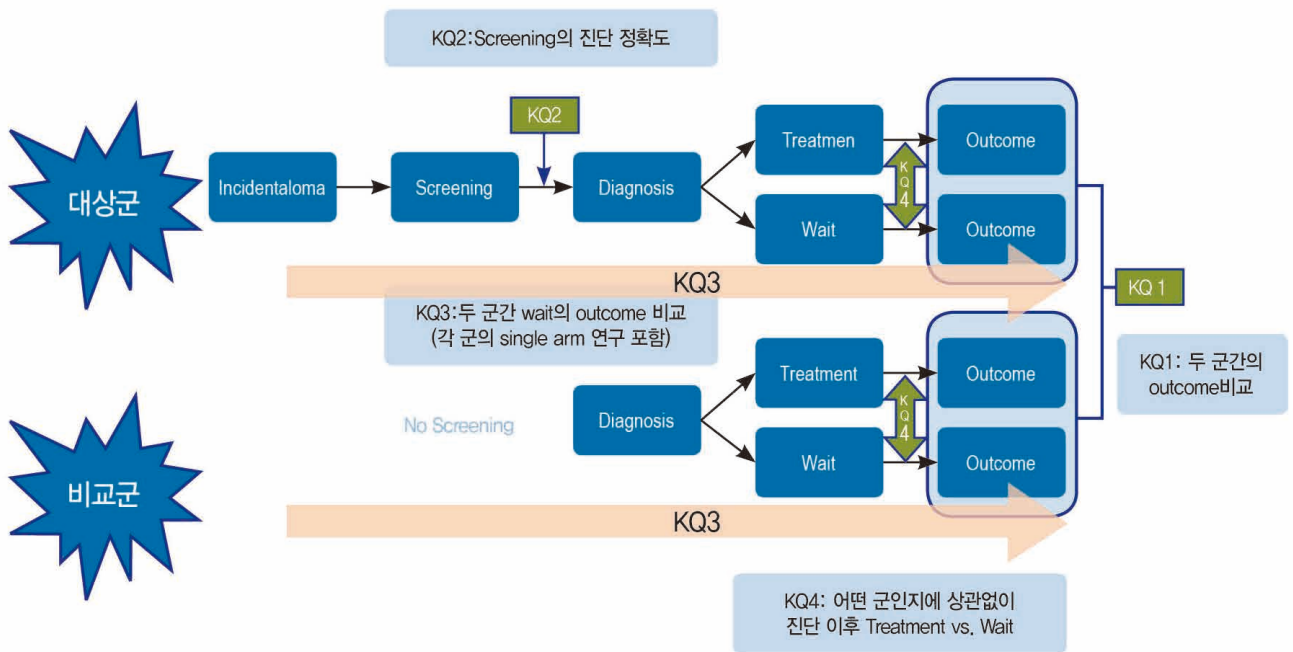 KQ2:Screening의 진단 정확도
KQ2
대상군
Incidentaloma
Screening
Diagnosis
Treatmen
Wait
KQ4
Outcome
Outcome
KQ3
KQ 1
KQ3:두 군간 wait의 outcome 비교
(각 군의 single arm 연구 포함)
KQ1: 두 군간의
outcome비교
비교군
No Screening
Diagnosis
Treatment
Wait
KQ4
Outcome
Outcome
KQ3
KQ4: 어떤 군인지에 상관없이
진단 이후 Treatment vs. Wait